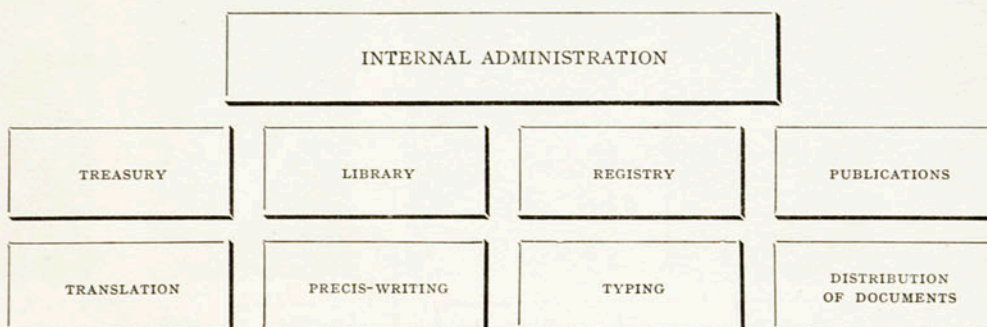 INTERNAL ADMINISTRATION
TREASURY
LIBRARY
REGISTRY
PUBLICATIONS
TRANSLATION
PRECIS-WRITING
TYPING
DISTRIBUTION
OF DOCUMENTS